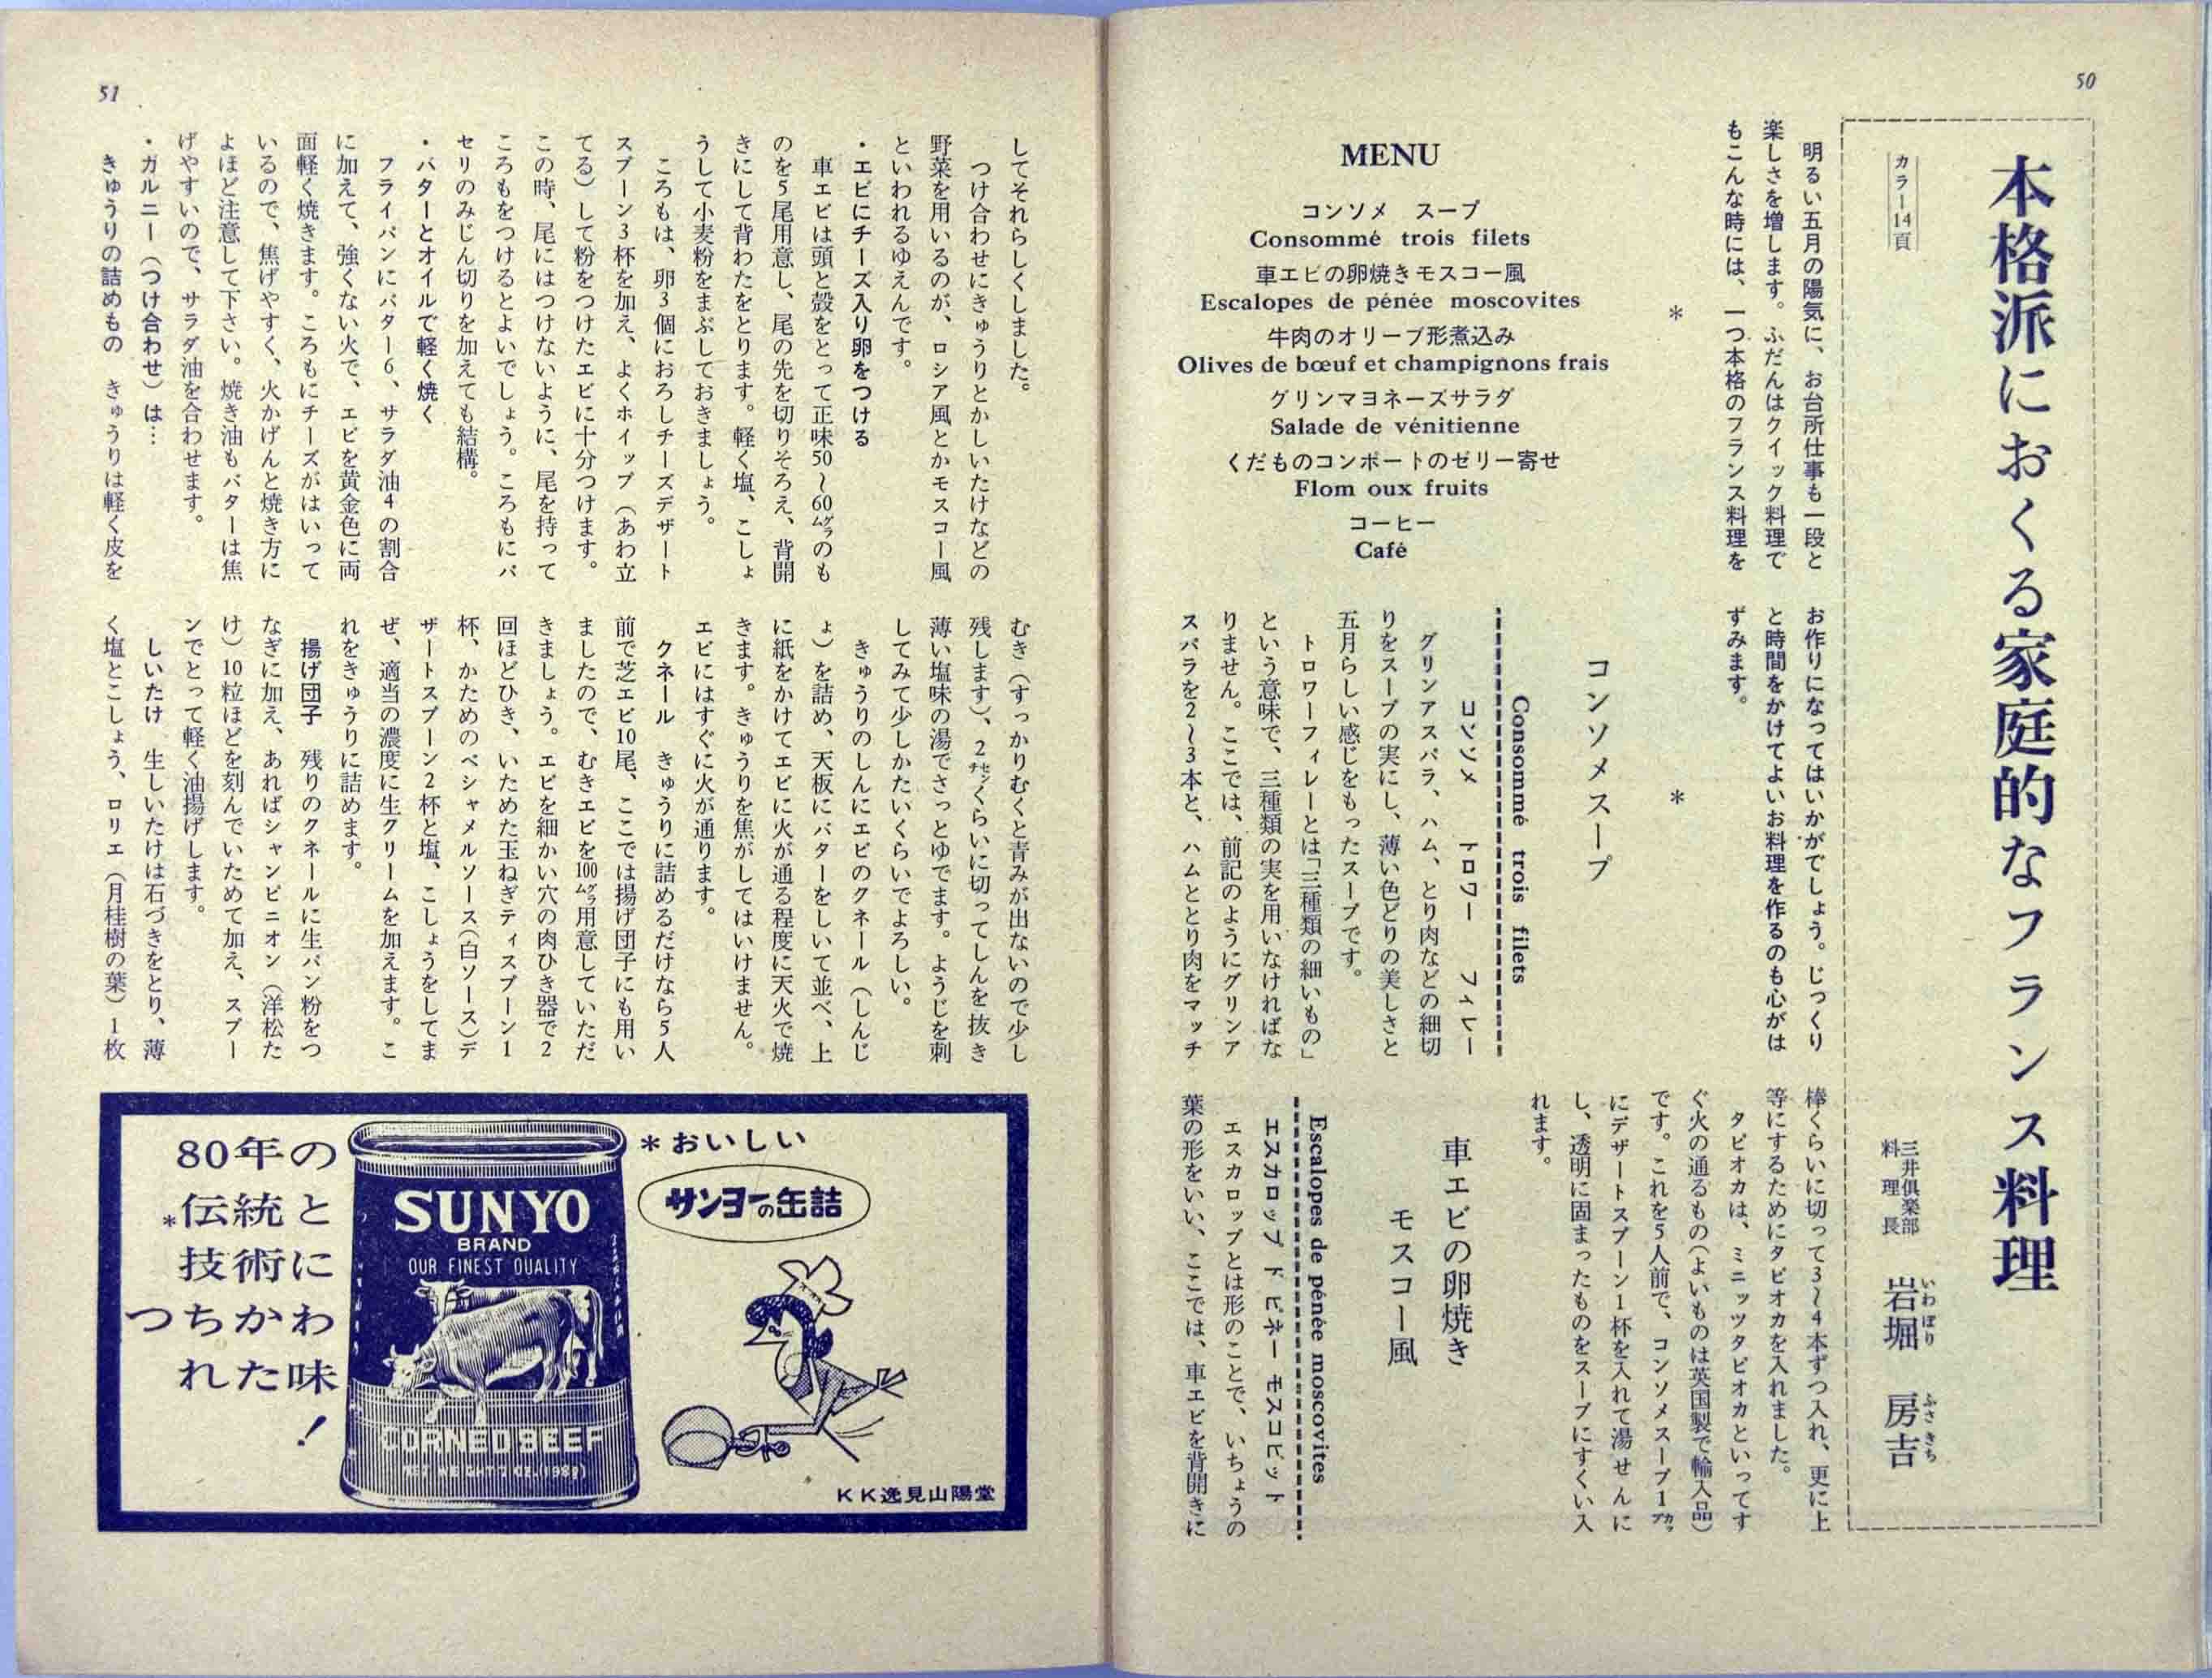 50
本格派におくる家庭的なフランス料理
カラー14頁
三井倶楽部
料理長
岩堀 房吉
いわほり ふさきち
明るい五月の陽気に、お台所仕事も一段と
楽しさを増します。ふだんはクイック料理で
もこんな時には、一つ本格のフランス料理を
お作りになってはいかがでしょう。じっくり
と時間をかけてよいお料理を作るのも心がは
ずみます。
* *
MENU
コンソメ スープ
Consommé trois filets
車エビの卵焼きモスコー風
Escalopes de pénée moscovites
牛肉のオリーブ形煮込み
Olives de bœuf et champignons frais
グリンマヨネーズサラダ
Salade de vénitienne
くだものコンポートのゼリー寄せ
Flom oux fruits
コーヒー
Café
コンソメスープ
Consommé trois filets
コンソメ トロワー フィレー
グリンアスパラ、ハム、とり肉などの細切
りをスープの実にし、薄い色どりの美しさと
五月らしい感じをもったスープです。
トロワーフィレーとは「三種類の細いもの」
という意味で、三種類の実を用いなければな
りません。ここでは、前記のようにグリンア
スパラを2〜3本と、ハムととり肉をマッチ
棒くらいに切って3〜4本ずつ入れ、更に上
等にするためにタピオカを入れました。
タピオカは、ミニッツタピオカといってす
ぐ火の通るもの(よいものは英国製で輸入品)
です。これを5人前で、コンソメスープ1カップ
にデザートスプーン1杯を入れて湯せんに
し、透明に固まったものをスープにすくい入
れます。
車エビの卵焼き
モスコー風
Escalopes de pénée moscovites
エスカロップ ド ピネー モスコビット
エスカロップとは形のことで、いちょうの
葉の形をいい、ここでは、車エビを背開きに
51
してそれらしくしました。
つけ合わせにきゅうりとかしいたけなどの
野菜を用いるのが、ロシア風とかモスコー風
といわれるゆえんです。
・エビにチーズ入り卵をつける
車エビは頭と殻をとって正味50〜60グラムのも
のを5尾用意し、尾の先を切りそろえ、背開
きにして背わたをとります。軽く塩、こしょ
うして小麦粉をまぶしておきましょう。
ころもは、卵3個におろしチーズデザート
スプーン3杯を加え、よくホイップ(あわ立
てる)して粉をつけたエビに十分つけます。
この時、尾にはつけないように、尾を持って
ころもをつけるとよいでしょう。ころもにパ
セリのみじん切りを加えても結構。
・バターとオイルで軽く焼く
フライパンにバター6、サラダ油4の割合
に加えて、強くない火で、エビを黄金色に両
面軽く焼きます。ころもにチーズがはいって
いるので、焦げやすく、火かげんと焼き方に
よほど注意して下さい。焼き油もバターは焦
げやすいので、サラダ油を合わせます。
・ガルニー(つけ合わせ)は…
きゅうりの詰めもの きゅうりは軽く皮を
むき(すっかりむくと青みが出ないので少し
残します)、2センチくらいに切ってしんを抜き
薄い塩味の湯でさっとゆでます。ようじを刺
してみて少しかたいくらいでよろしい。
きゅうりのしんにエビのクネール(しんじ
ょ)を詰め、天板にバターをしいて並べ、上
に紙をかけてエビに火が通る程度に天火で焼
きます。きゅうりを焦がしてはいけません。
エビにはすぐに火が通ります。
クネール きゅうりに詰めるだけなら5人
前で芝エビ10尾、ここでは揚げ団子にも用い
ましたので、むきエビを100グラム用意していただ
きましょう。エビを細かい穴の肉ひき器で2
回ほどひき、いためた玉ねぎティスプーン1
杯、かためのベシャメルソース(白ソース)デ
ザートスプーン2杯と塩、こしょうをしてま
ぜ、適当の濃度に生クリームを加えます。こ
れをきゅうりに詰めます。
揚げ団子 残りのクネールに生パン粉をつ
なぎに加え、あればシャンピニオン(洋松た
け)10粒ほどを刻んでいためて加え、スプー
ンでとって軽く油揚げします。
しいたけ 生しいたけは石づきをとり、薄
く塩とこしょう、ロリエ(月桂樹の葉)1枚
*おいしい
サンヨーの缶詰
80年の
*伝統と
技術に
つちかわ
れた味
!
SUNYO
BRAND
OUR FINEST QUALITY
CORNED BEEF
NET WEIGHT 7 OZ.(198g)
KK逸見山陽堂